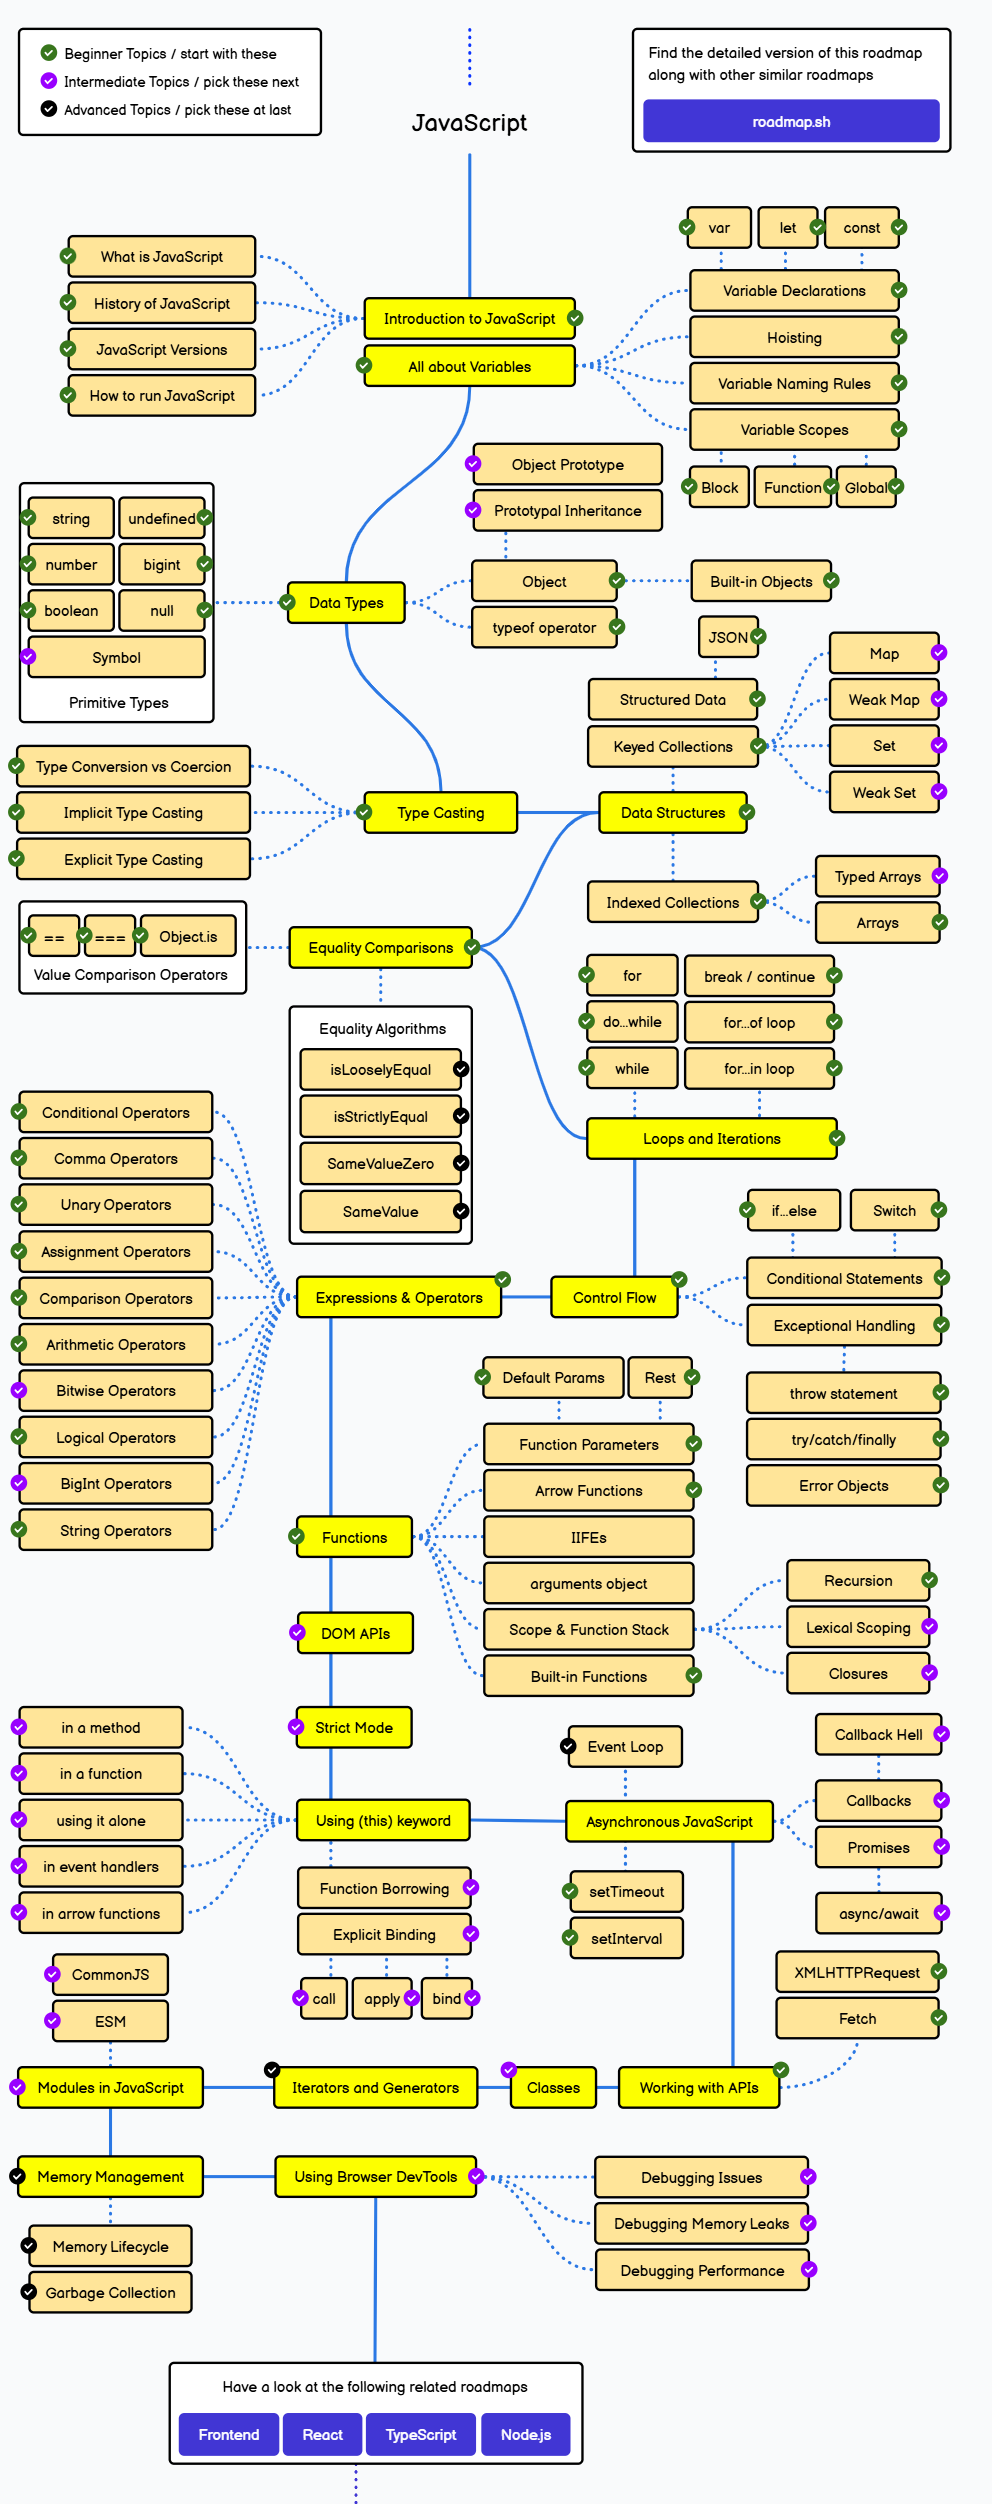 Beginner Topics / start with these
Intermediate Topics / pick these next
Advanced Topics / pick these at last
Find the detailed version of this roadmap
along with other similar roadmaps
roadmap.sh
JavaScript
var
let
const
What is JavaScript
History of JavaScript
JavaScript Versions
How to run JavaScript
Introduction to JavaScript
All about Variables
Variable Declarations
Hoisting
Variable Naming Rules
Variable Scopes
Block
Function
Global
Object Prototype
Prototypal Inheritance
string
undefined
number
bigint
boolean
null
Symbol
Primitive Types
Data Types
Object
typeof operator
Built-in Objects
JSON
Structured Data
Keyed Collections
Map
Weak Map
Set
Weak Set
Type Conversion vs Coercion
Implicit Type Casting
Explicit Type Casting
Type Casting
Data Structures
Indexed Collections
Typed Arrays
Arrays
==
===
Object.is
Value Comparison Operators
Equality Comparisons
Equality Algorithms
isLooselyEqual
isStrictlyEqual
SameValueZero
SameValue
for
break / continue
do...while
for...of loop
while
for...in loop
Loops and Iterations
Conditional Operators
Comma Operators
Unary Operators
Assignment Operators
Comparison Operators
Arithmetic Operators
Bitwise Operators
Logical Operators
BigInt Operators
String Operators
Expressions & Operators
Control Flow
if...else
Switch
Conditional Statements
Exceptional Handling
throw statement
try/catch/finally
Error Objects
Default Params
Rest
Function Parameters
Arrow Functions
IIFEs
arguments object
Scope & Function Stack
Built-in Functions
Functions
Recursion
Lexical Scoping
Closures
DOM APIs
Strict Mode
in a method
in a function
using it alone
in event handlers
in arrow functions
Using (this) keyword
Function Borrowing
Explicit Binding
call
apply
bind
Event Loop
Asynchronous JavaScript
setTimeout
setInterval
Callback Hell
Callbacks
Promises
async/await
CommonJS
ESM
XMLHTTPRequest
Fetch
Modules in JavaScript
Iterators and Generators
Classes
Working with APIs
Memory Management
Using Browser DevTools
Debugging Issues
Debugging Memory Leaks
Debugging Performance
Memory Lifecycle
Garbage Collection
Have a look at the following related roadmaps
Frontend
React
TypeScript
Node.js